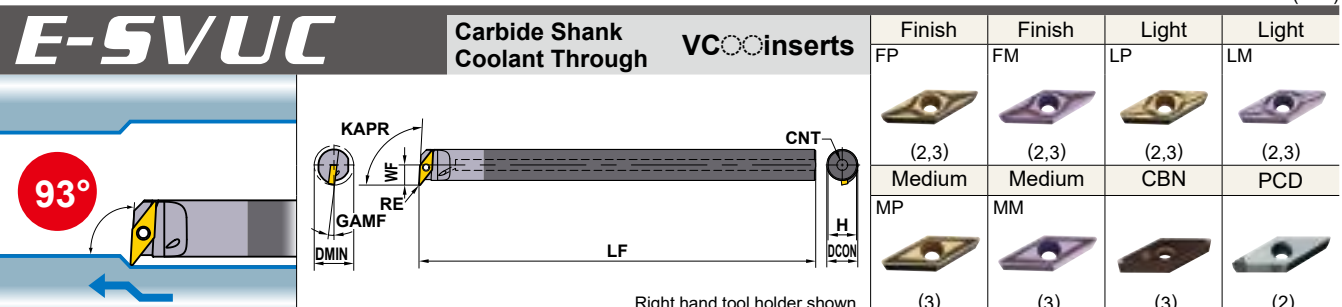 E-SVUC
Carbide Shank
Coolant Through
VC◌◌inserts
Finish
Finish
Light
Light
FP
FM
LP
LM
(2,3)
(2,3)
(2,3)
(2,3)
Medium
Medium
CBN
PCD
MP
MM
(3)
(3)
(3)
(2)
93°
KAPR
WF
RE
GAMF
DMIN
LF
CNT
H
DCON
Right hand tool holder shown